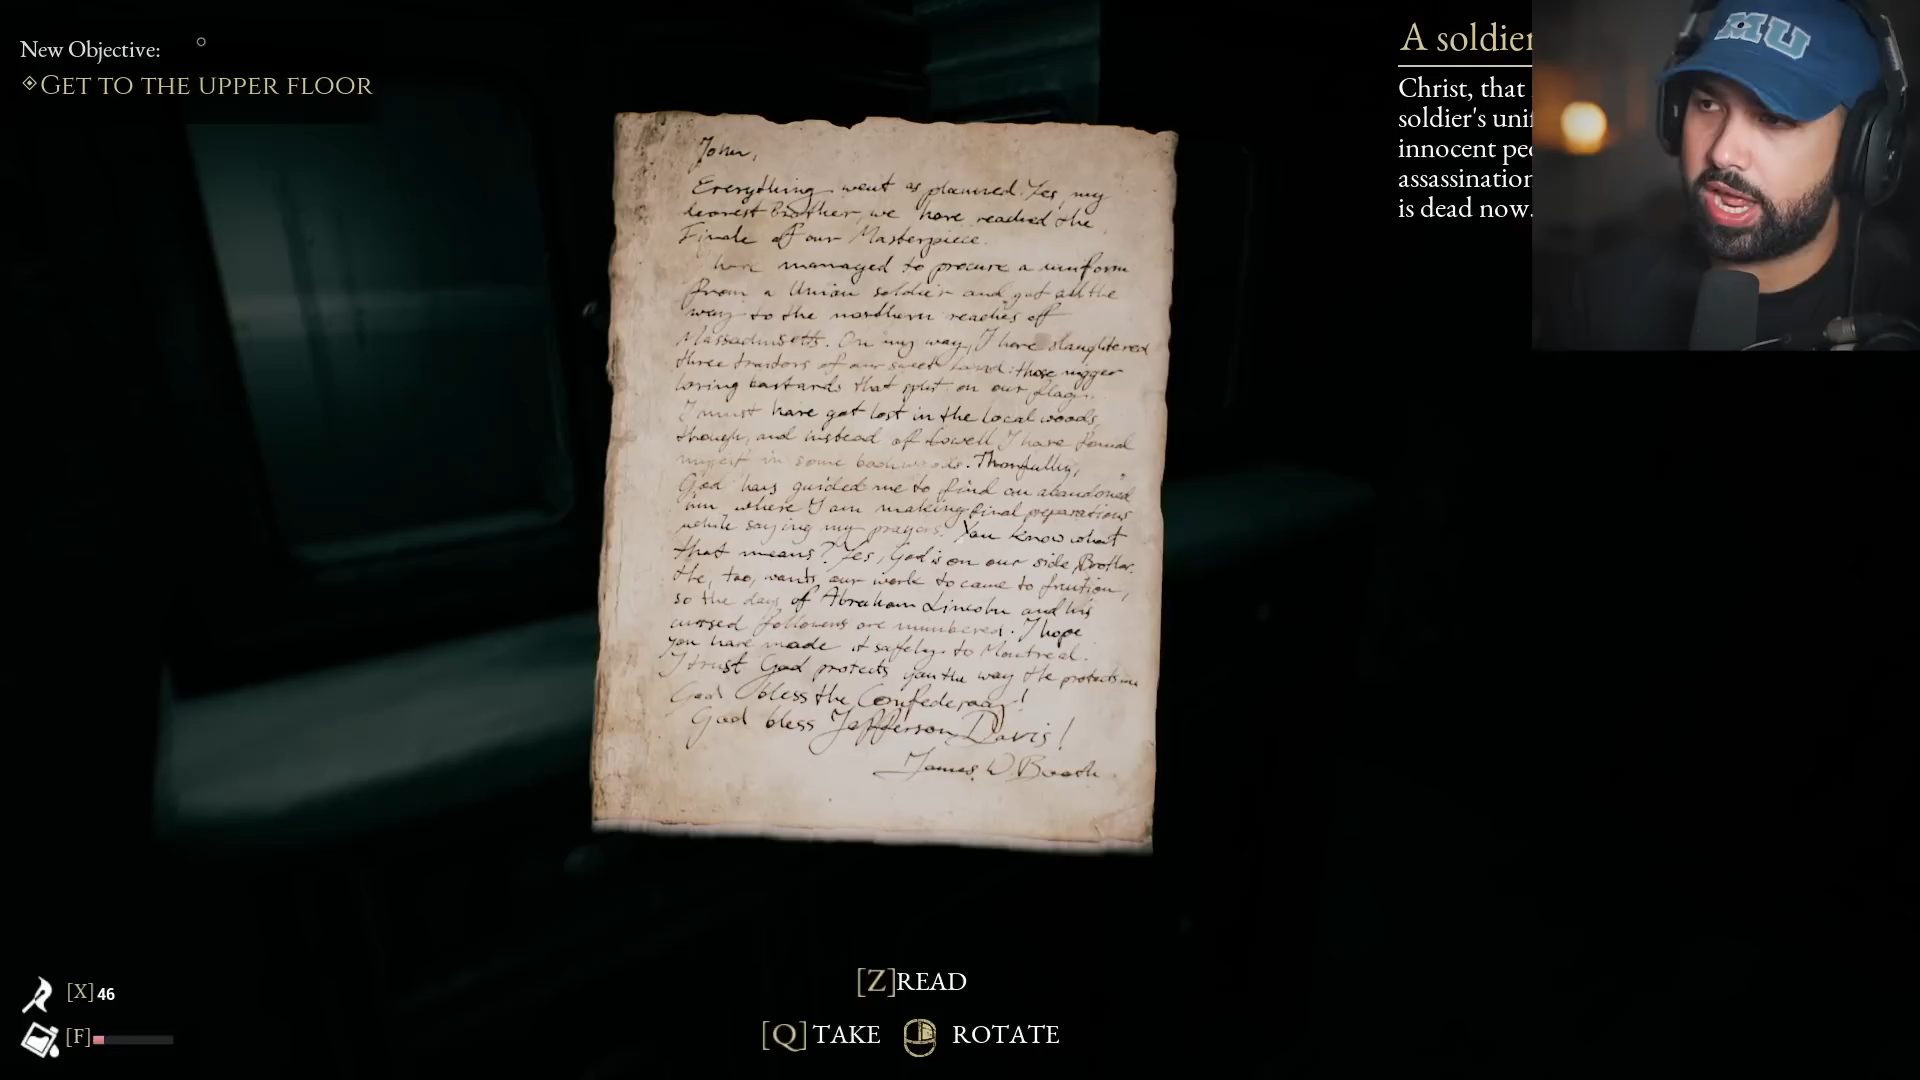 New Objective:
GET TO THE UPPER FLOOR
A soldier
Christ, that
soldier's unif
innocent peo
assassination
is dead now.
MU
John,
Everything went as planned. Yes, my
dearest Brother, we have reached the
Finale of our Masterpiece.
I have managed to procure a uniform
from a Union soldier and got all the
way to the northern reaches of
Massachusetts. On my way, I have slaughtered
three traitors of our sweet land: those nigger
loving bastards that spit on our flag.
I must have got lost in the local woods,
though, and instead of Lowell I have found
myself in some backwoods. Thankfully,
God has guided me to find an abandoned
inn where I am making final preparations
while saying my prayers. You know what
that means? Yes, God is on our side, Brother.
He, too, wants our work to come to fruition,
so the days of Abraham Lincoln and his
cursed followers are numbered. I hope
you have made it safely to Montreal.
I trust God protects you the way He protects me
God bless the Confederacy!
God bless Jefferson Davis!
James W. Booth
[X] 46
[F]
[Z] READ
[Q] TAKE ROTATE